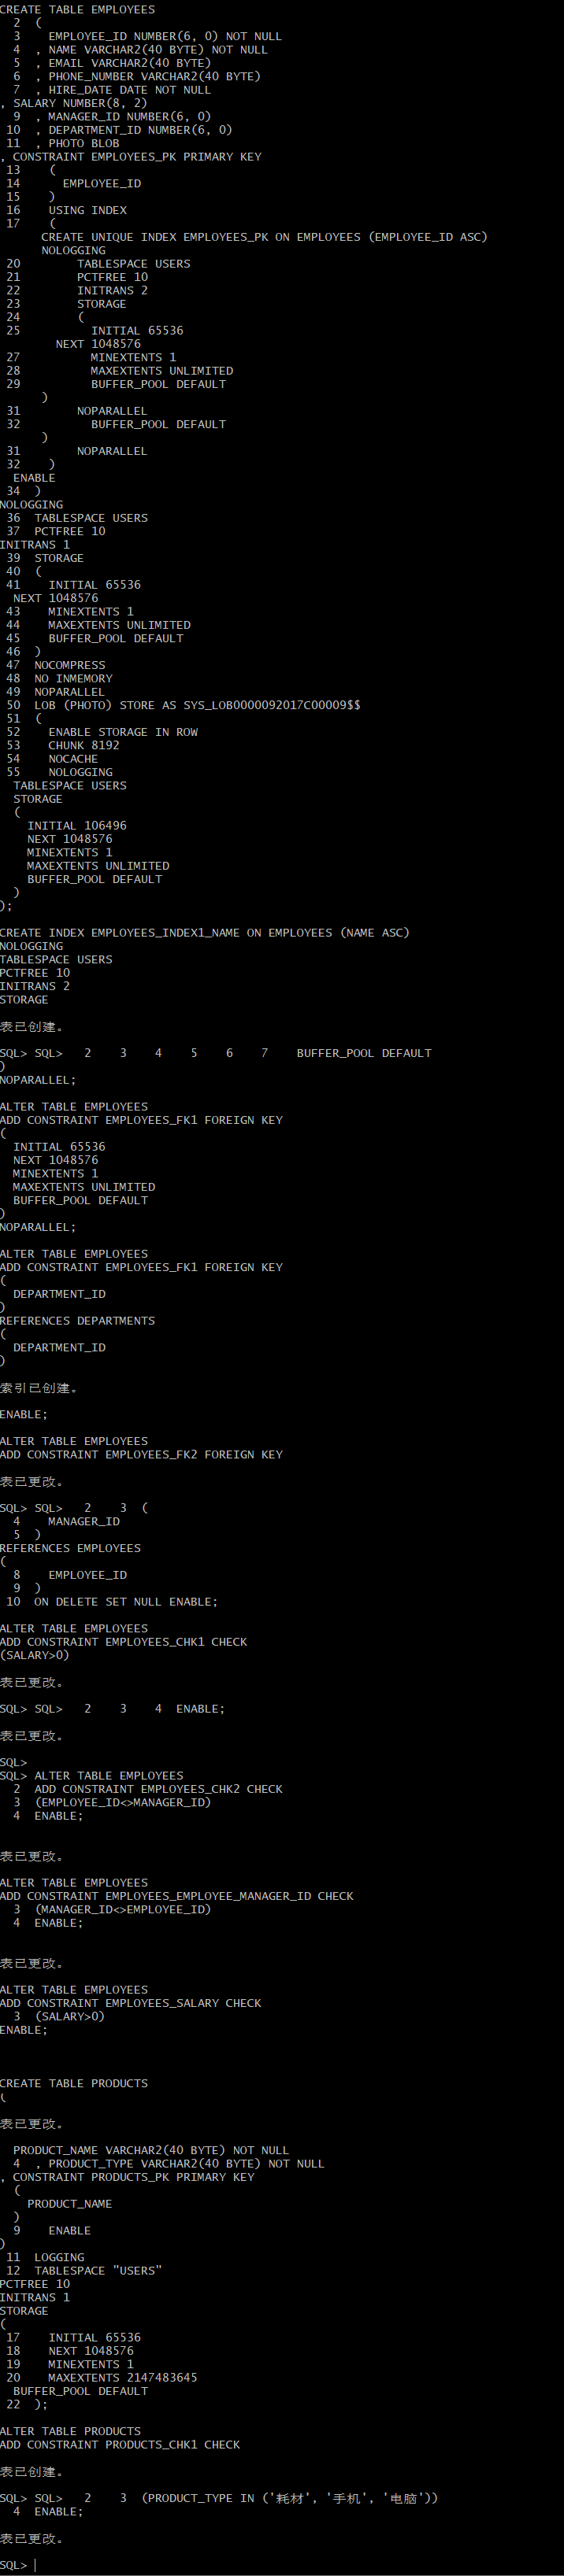 CREATE TABLE EMPLOYEES
  2  (
  3    EMPLOYEE_ID NUMBER(6, 0) NOT NULL
  4  , NAME VARCHAR2(40 BYTE) NOT NULL
  5  , EMAIL VARCHAR2(40 BYTE)
  6  , PHONE_NUMBER VARCHAR2(40 BYTE)
  7  , HIRE_DATE DATE NOT NULL
, SALARY NUMBER(8, 2)
  9  , MANAGER_ID NUMBER(6, 0)
 10  , DEPARTMENT_ID NUMBER(6, 0)
 11  , PHOTO BLOB
, CONSTRAINT EMPLOYEES_PK PRIMARY KEY
 13    (
 14      EMPLOYEE_ID
 15    )
 16    USING INDEX
 17    (
      CREATE UNIQUE INDEX EMPLOYEES_PK ON EMPLOYEES (EMPLOYEE_ID ASC)
      NOLOGGING
 20        TABLESPACE USERS
 21        PCTFREE 10
 22        INITRANS 2
 23        STORAGE
 24        (
 25          INITIAL 65536
        NEXT 1048576
 27          MINEXTENTS 1
 28          MAXEXTENTS UNLIMITED
 29          BUFFER_POOL DEFAULT
      )
 31        NOPARALLEL
 32          BUFFER_POOL DEFAULT
      )
 31        NOPARALLEL
 32    )
  ENABLE
 34  )
NOLOGGING
 36  TABLESPACE USERS
 37  PCTFREE 10
INITRANS 1
 39  STORAGE
 40  (
 41    INITIAL 65536
  NEXT 1048576
 43    MINEXTENTS 1
 44    MAXEXTENTS UNLIMITED
 45    BUFFER_POOL DEFAULT
 46  )
 47  NOCOMPRESS
 48  NO INMEMORY
 49  NOPARALLEL
 50  LOB (PHOTO) STORE AS SYS_LOB0000092017C00009$$
 51  (
 52    ENABLE STORAGE IN ROW
 53    CHUNK 8192
 54    NOCACHE
 55    NOLOGGING
  TABLESPACE USERS
  STORAGE
  (
    INITIAL 106496
    NEXT 1048576
    MINEXTENTS 1
    MAXEXTENTS UNLIMITED
    BUFFER_POOL DEFAULT
  )
);
CREATE INDEX EMPLOYEES_INDEX1_NAME ON EMPLOYEES (NAME ASC)
NOLOGGING
TABLESPACE USERS
PCTFREE 10
INITRANS 2
STORAGE
表已创建。
SQL> SQL>   2    3    4    5    6    7    BUFFER_POOL DEFAULT
)
NOPARALLEL;
ALTER TABLE EMPLOYEES
ADD CONSTRAINT EMPLOYEES_FK1 FOREIGN KEY
(
  INITIAL 65536
  NEXT 1048576
  MINEXTENTS 1
  MAXEXTENTS UNLIMITED
  BUFFER_POOL DEFAULT
)
NOPARALLEL;
ALTER TABLE EMPLOYEES
ADD CONSTRAINT EMPLOYEES_FK1 FOREIGN KEY
(
  DEPARTMENT_ID
)
REFERENCES DEPARTMENTS
(
  DEPARTMENT_ID
)
索引已创建。
ENABLE;
ALTER TABLE EMPLOYEES
ADD CONSTRAINT EMPLOYEES_FK2 FOREIGN KEY
表已更改。
SQL> SQL>   2    3  (
  4    MANAGER_ID
  5  )
REFERENCES EMPLOYEES
(
  8    EMPLOYEE_ID
  9  )
 10  ON DELETE SET NULL ENABLE;
ALTER TABLE EMPLOYEES
ADD CONSTRAINT EMPLOYEES_CHK1 CHECK
(SALARY>0)
表已更改。
SQL> SQL>   2    3    4  ENABLE;
表已更改。
SQL>
SQL> ALTER TABLE EMPLOYEES
  2  ADD CONSTRAINT EMPLOYEES_CHK2 CHECK
  3  (EMPLOYEE_ID<>MANAGER_ID)
  4  ENABLE;
表已更改。
ALTER TABLE EMPLOYEES
ADD CONSTRAINT EMPLOYEES_EMPLOYEE_MANAGER_ID CHECK
  3  (MANAGER_ID<>EMPLOYEE_ID)
  4  ENABLE;
表已更改。
ALTER TABLE EMPLOYEES
ADD CONSTRAINT EMPLOYEES_SALARY CHECK
  3  (SALARY>0)
ENABLE;
CREATE TABLE PRODUCTS
(
表已更改。
  PRODUCT_NAME VARCHAR2(40 BYTE) NOT NULL
  4  , PRODUCT_TYPE VARCHAR2(40 BYTE) NOT NULL
, CONSTRAINT PRODUCTS_PK PRIMARY KEY
  (
    PRODUCT_NAME
  )
  9    ENABLE
)
 11  LOGGING
 12  TABLESPACE "USERS"
PCTFREE 10
INITRANS 1
STORAGE
(
 17    INITIAL 65536
 18    NEXT 1048576
 19    MINEXTENTS 1
 20    MAXEXTENTS 2147483645
  BUFFER_POOL DEFAULT
 22  );
ALTER TABLE PRODUCTS
ADD CONSTRAINT PRODUCTS_CHK1 CHECK
表已创建。
SQL> SQL>   2    3  (PRODUCT_TYPE IN ('耗材', '手机', '电脑'))
  4  ENABLE;
表已更改。
SQL>